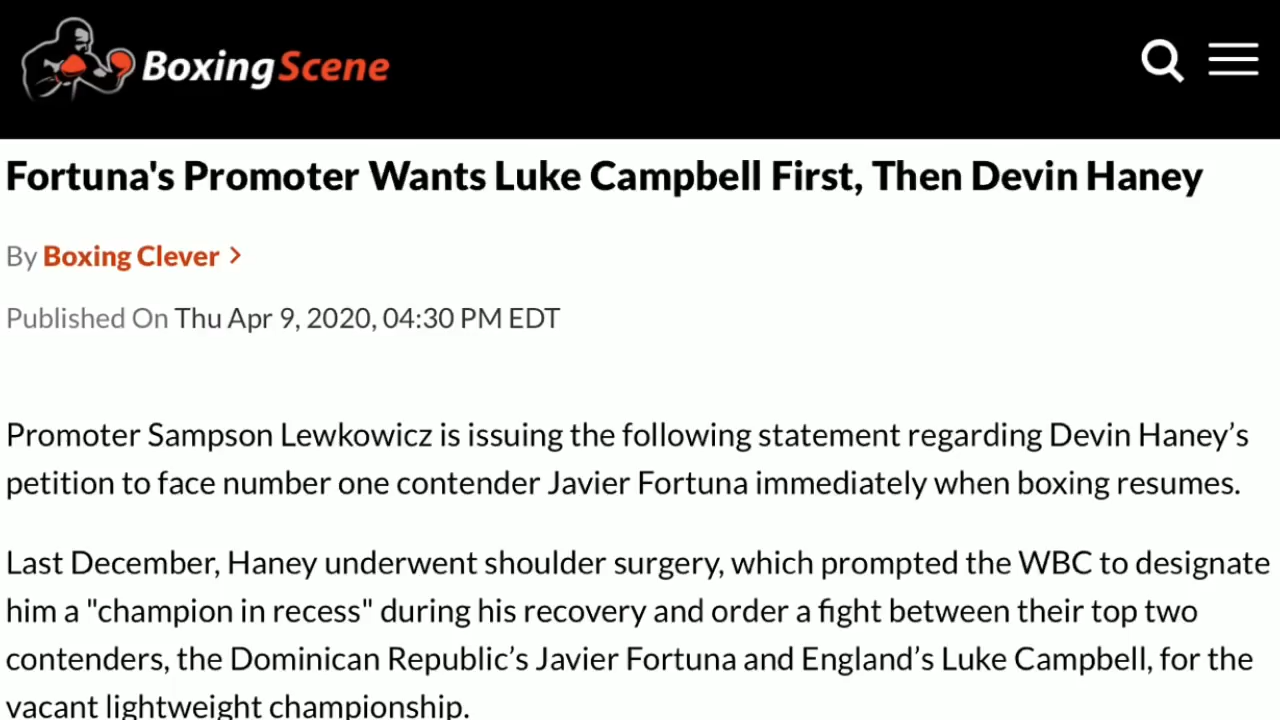 BoxingScene
Fortuna's Promoter Wants Luke Campbell First, Then Devin Haney
By Boxing Clever >
Published On Thu Apr 9, 2020, 04:30 PM EDT
Promoter Sampson Lewkowicz is issuing the following statement regarding Devin Haney’s
petition to face number one contender Javier Fortuna immediately when boxing resumes.
Last December, Haney underwent shoulder surgery, which prompted the WBC to designate
him a "champion in recess" during his recovery and order a fight between their top two
contenders, the Dominican Republic’s Javier Fortuna and England’s Luke Campbell, for the
vacant lightweight championship.